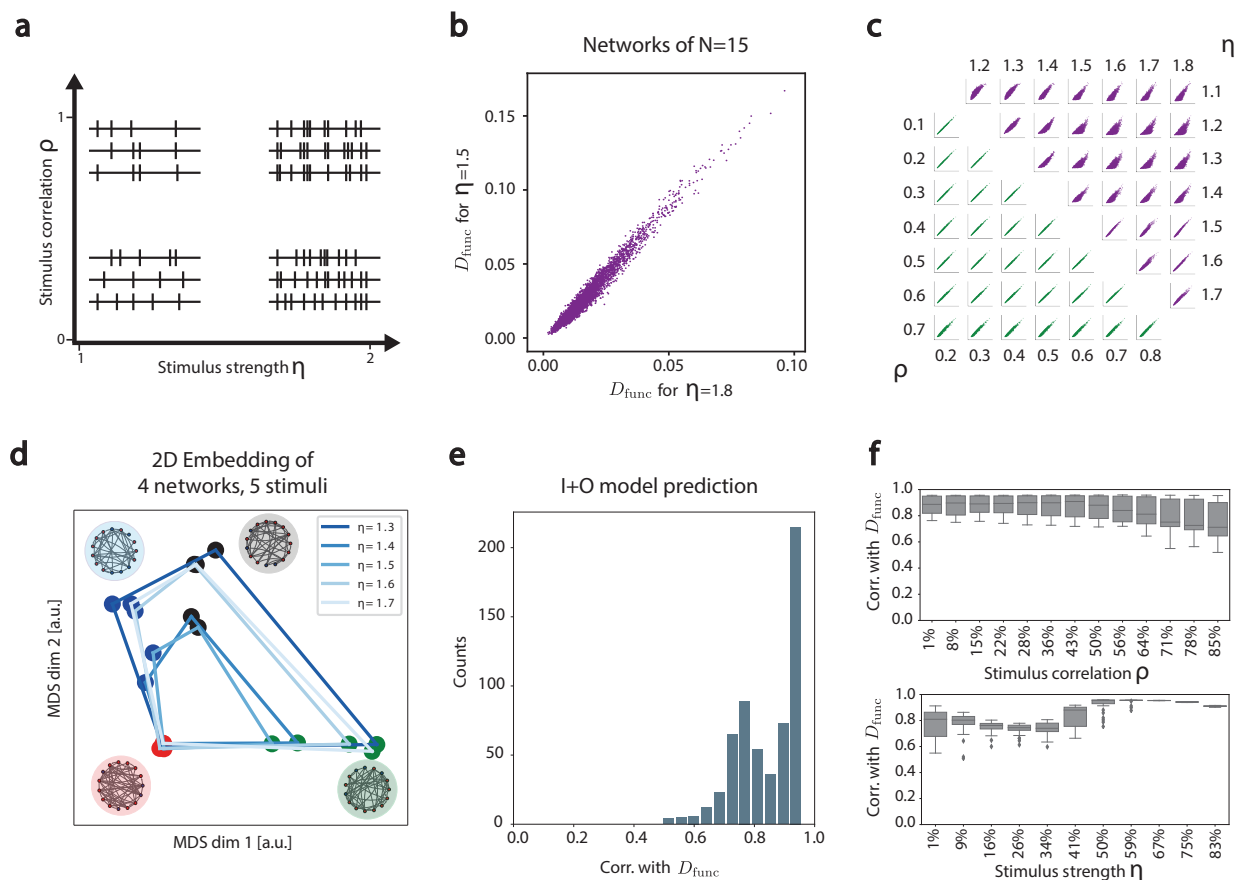 a
Stimulus correlation ρ
1
0
1
2
Stimulus strength η
b
Networks of N=15
D_func for η=1.5
0.15
0.10
0.05
0.00
0.00 0.05 0.10
D_func for η=1.8
c
η
1.2 1.3 1.4 1.5 1.6 1.7 1.8
1.1
0.1 1.2
0.2 1.3
0.3 1.4
0.4 1.5
0.5 1.6
0.6 1.7
0.7
0.2 0.3 0.4 0.5 0.6 0.7 0.8
ρ
d
2D Embedding of
4 networks, 5 stimuli
η = 1.3
η = 1.4
η = 1.5
η = 1.6
η = 1.7
MDS dim 2 [a.u.]
MDS dim 1 [a.u.]
e
I+O model prediction
Counts
200
150
100
50
0
0.0 0.2 0.4 0.6 0.8 1.0
Corr. with D_func
f
Corr. with D_func
1.0
0.8
0.6
0.4
0.2
0.0
1% 8% 15% 22% 28% 36% 43% 50% 56% 64% 71% 78% 85%
Stimulus correlation ρ
Corr. with D_func
1.0
0.8
0.6
0.4
0.2
0.0
1% 9% 16% 26% 34% 41% 50% 59% 67% 75% 83%
Stimulus strength η